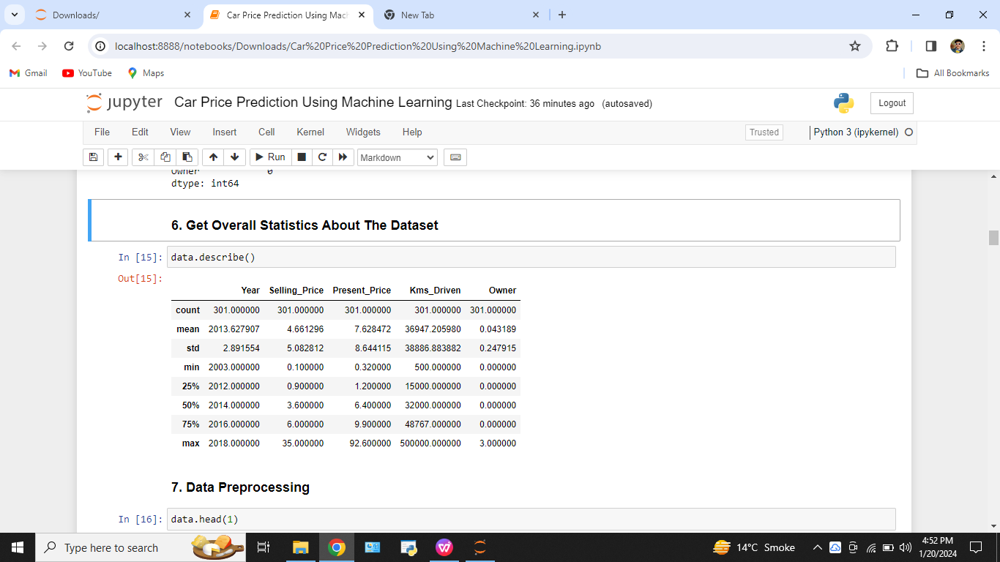 Downloads/
Car Price Prediction Using Mach
New Tab
localhost:8888/notebooks/Downloads/Car%20Price%20Prediction%20Using%20Machine%20Learning.ipynb
Gmail YouTube Maps All Bookmarks
jupyter Car Price Prediction Using Machine Learning Last Checkpoint: 36 minutes ago (autosaved) Logout
File Edit View Insert Cell Kernel Widgets Help Trusted Python 3 (ipykernel)
Run Markdown
Owner 0
dtype: int64
6. Get Overall Statistics About The Dataset
In [15]: data.describe()
Out[15]:
Year Selling_Price Present_Price Kms_Driven Owner
count 301.000000 301.000000 301.000000 301.000000 301.000000
mean 2013.627907 4.661296 7.628472 36947.205980 0.043189
std 2.891554 5.082812 8.644115 38886.883882 0.247915
min 2003.000000 0.100000 0.320000 500.000000 0.000000
25% 2012.000000 0.900000 1.200000 15000.000000 0.000000
50% 2014.000000 3.600000 6.400000 32000.000000 0.000000
75% 2016.000000 6.000000 9.900000 48767.000000 0.000000
max 2018.000000 35.000000 92.600000 500000.000000 3.000000
7. Data Preprocessing
In [16]: data.head(1)
Type here to search
14°C Smoke
4:52 PM
1/20/2024